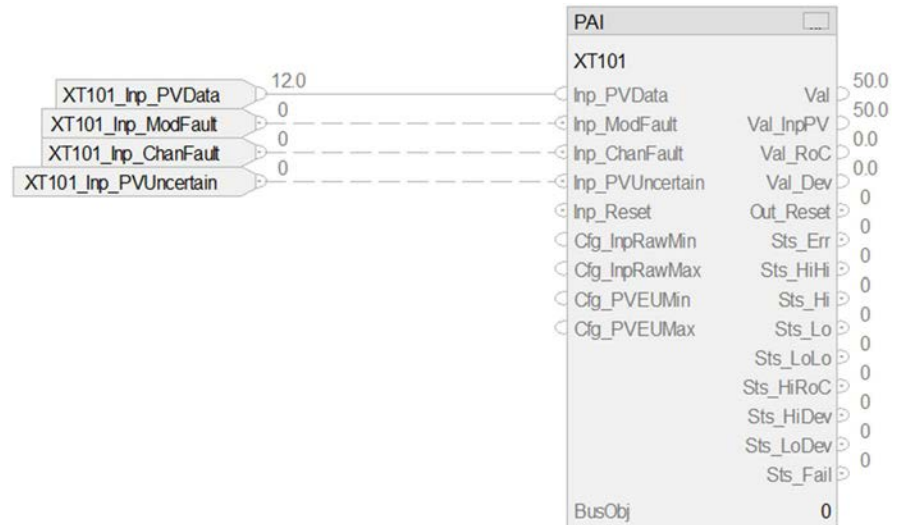 PAI ...
XT101
XT101_Inp_PVData 12.0 Inp_PVData Val 50.0
XT101_Inp_ModFault 0 Inp_ModFault Val_InpPV 50.0
XT101_Inp_ChanFault 0 Inp_ChanFault Val_RoC 0.0
XT101_Inp_PVUncertain 0 Inp_PVUncertain Val_Dev 0.0
Inp_Reset Out_Reset 0
Cfg_InpRawMin Sts_Err 0
Cfg_InpRawMax Sts_HiHi 0
Cfg_PVEUMin Sts_Hi 0
Cfg_PVEUMax Sts_Lo 0
Sts_LoLo 0
Sts_HiRoC 0
Sts_HiDev 0
Sts_LoDev 0
Sts_Fail 0
BusObj 0